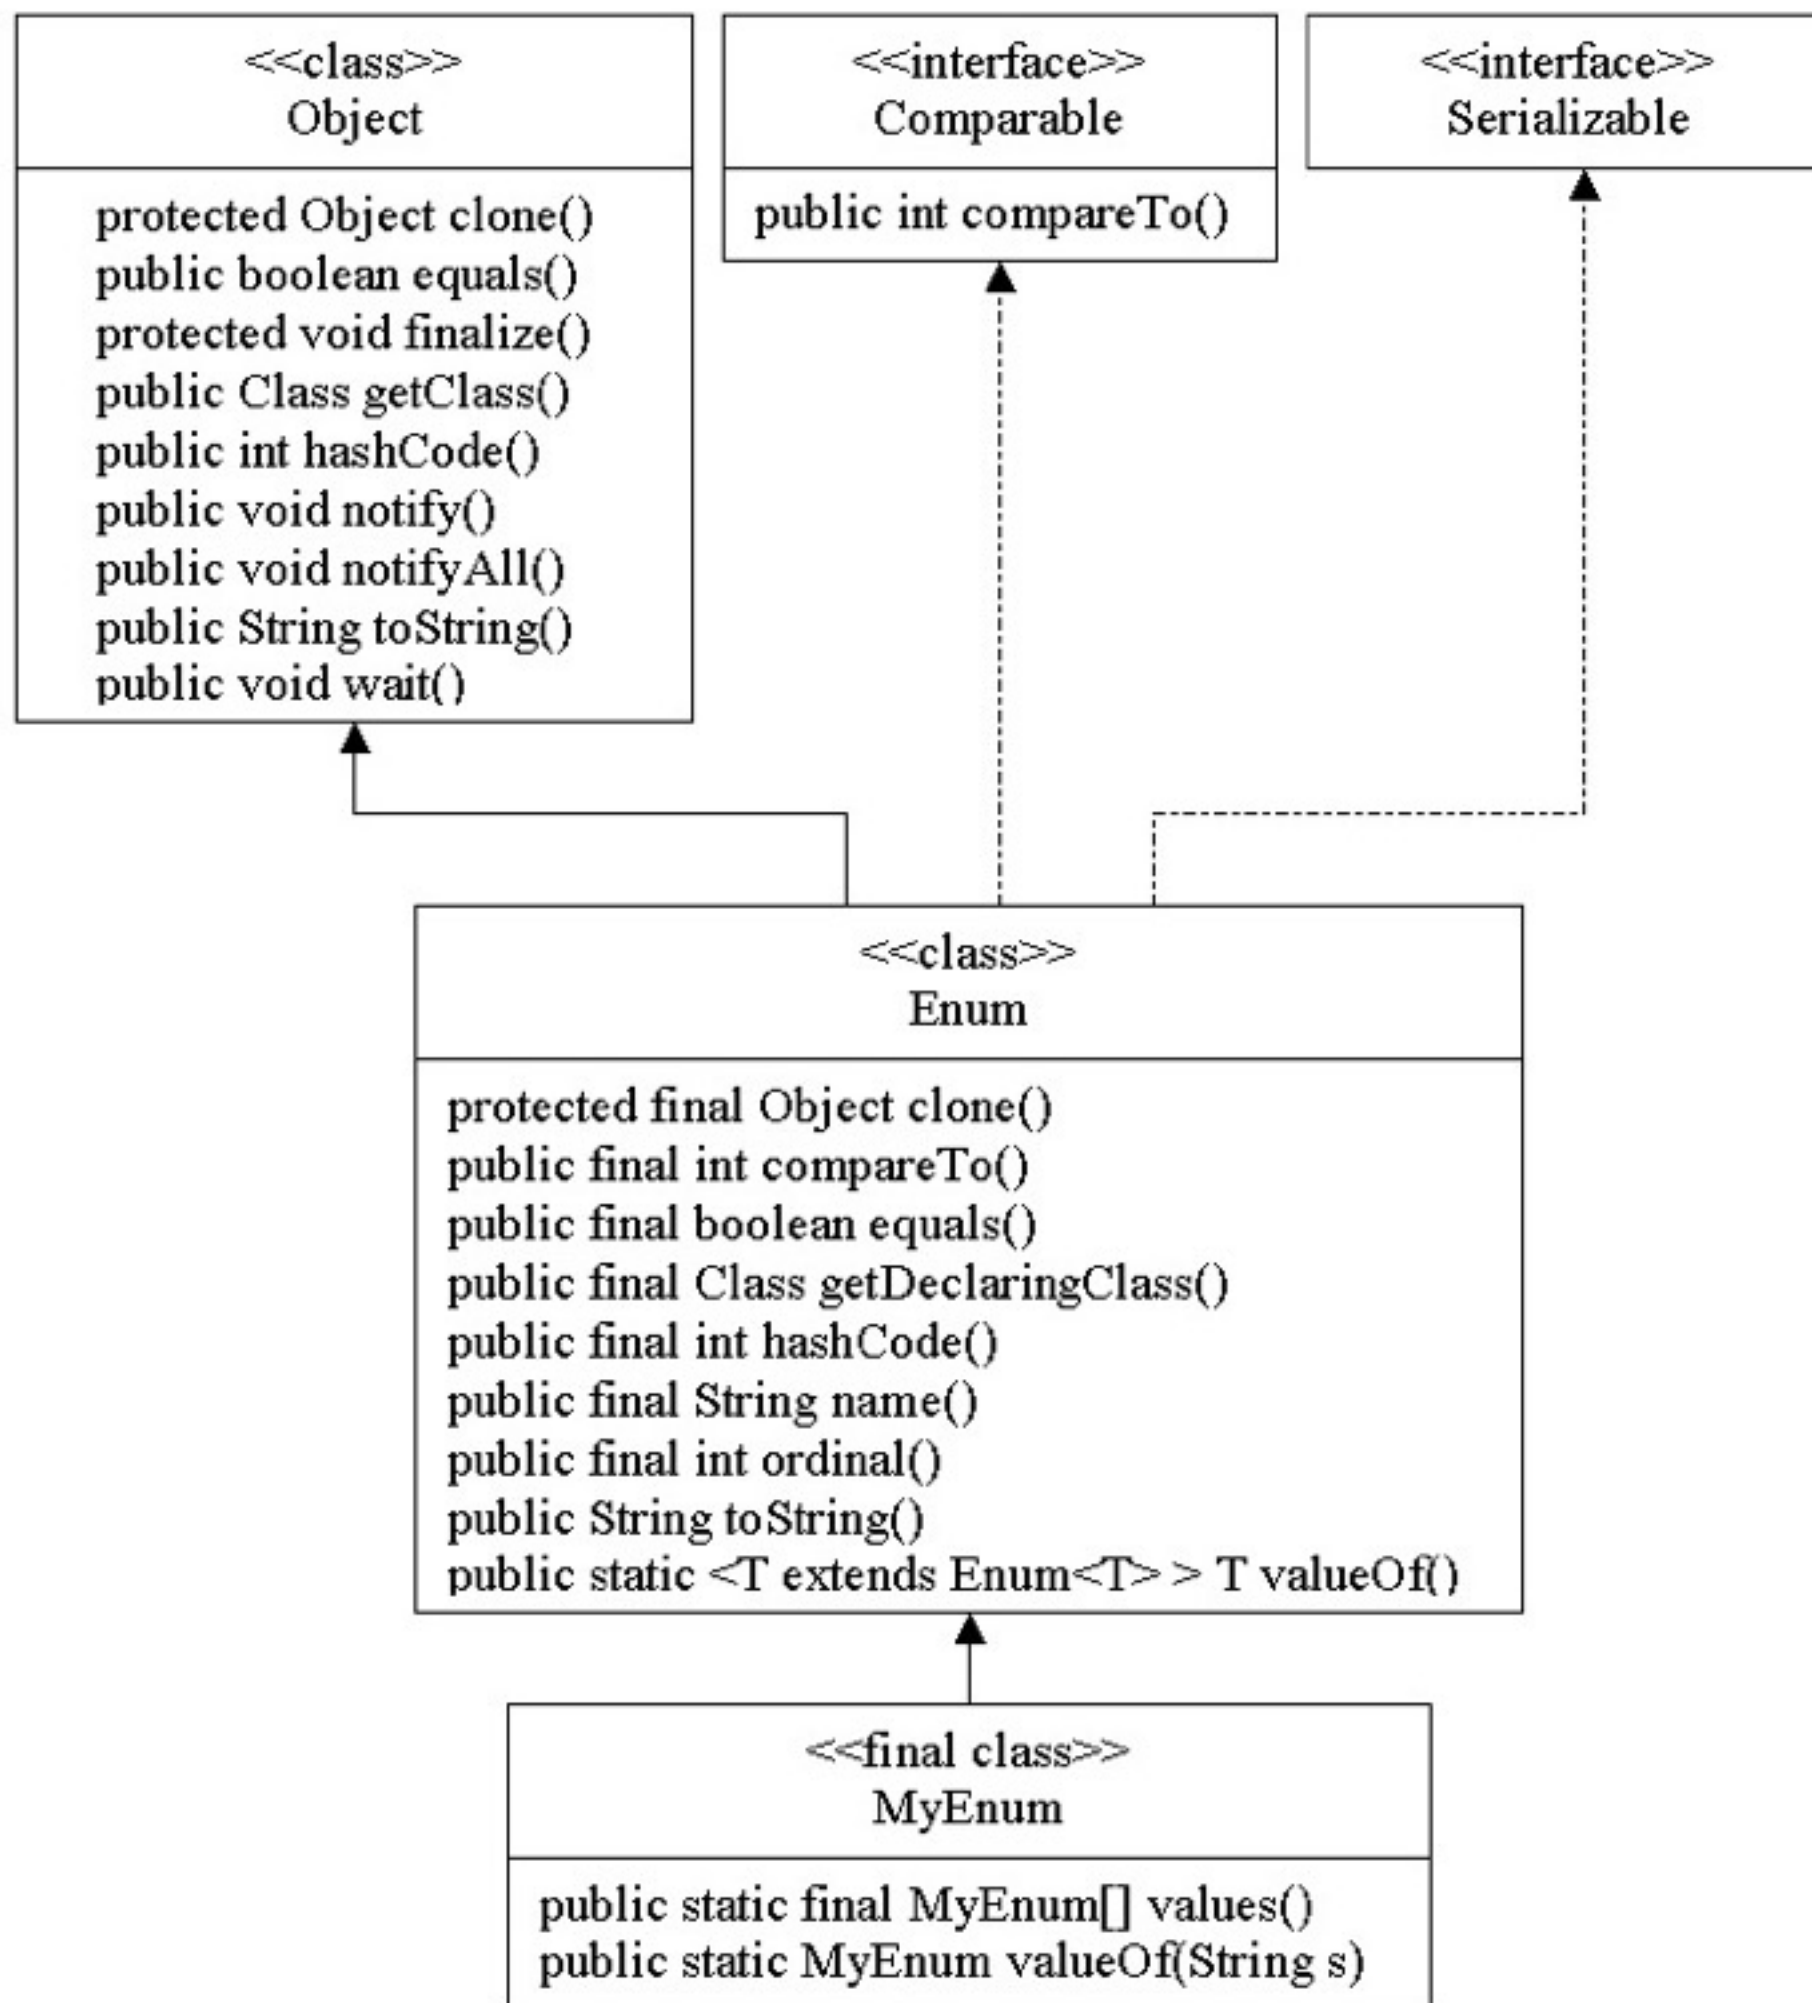 <<class>>
Object
protected Object clone()
public boolean equals()
protected void finalize()
public Class getClass()
public int hashCode()
public void notify()
public void notifyAll()
public String toString()
public void wait()
<<interface>>
Comparable
public int compareTo()
<<interface>>
Serializable
<<class>>
Enum
protected final Object clone()
public final int compareTo()
public final boolean equals()
public final Class getDeclaringClass()
public final int hashCode()
public final String name()
public final int ordinal()
public String toString()
public static <T extends Enum<T> > T valueOf()
<<final class>>
MyEnum
public static final MyEnum[] values()
public static MyEnum valueOf(String s)